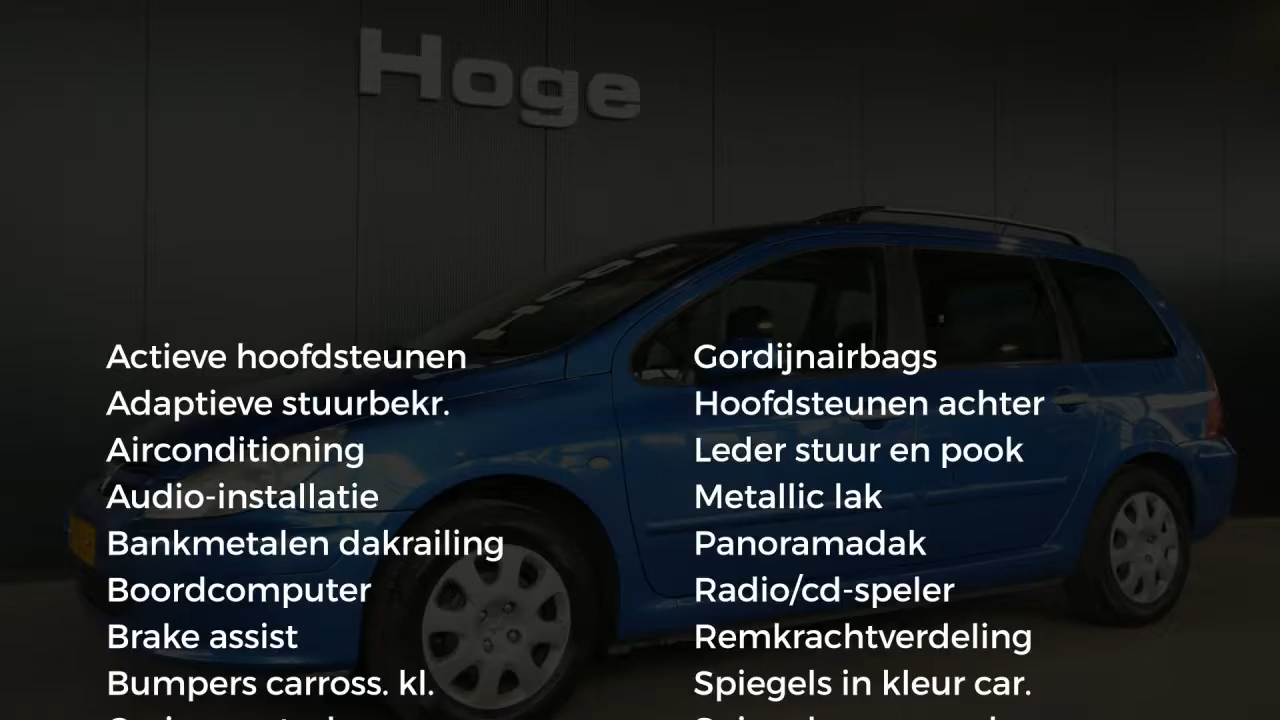 Hoge
Actieve hoofdsteunen
Adaptieve stuurbekr.
Airconditioning
Audio-installatie
Bankmetalen dakrailing
Boordcomputer
Brake assist
Bumpers carross. kl.
Gordijnairbags
Hoofdsteunen achter
Leder stuur en pook
Metallic lak
Panoramadak
Radio/cd-speler
Remkrachtverdeling
Spiegels in kleur car.